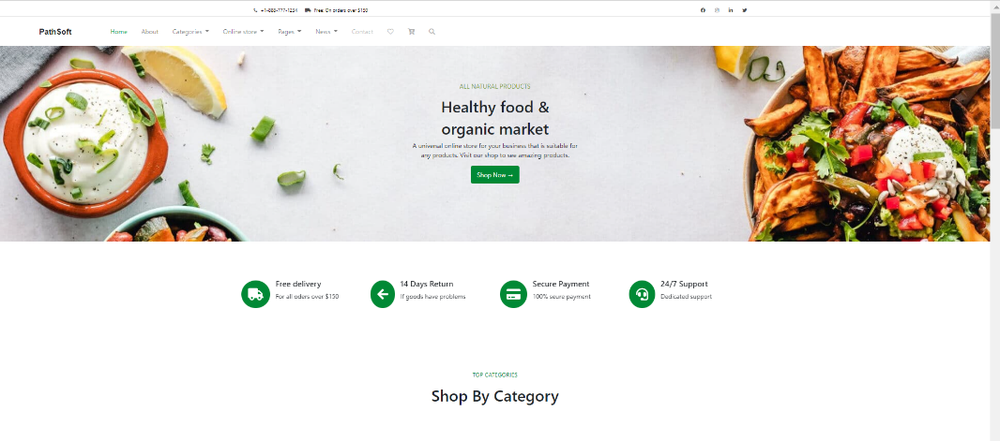 +1-888-777-1234 Free: On orders over $150
PathSoft Home About Categories Online store Pages News Contact
ALL NATURAL PRODUCTS
Healthy food &
organic market
A universal online store for your business that is suitable for
any products. Visit our shop to see amazing products.
Shop Now →
Free delivery
For all oders over $150
14 Days Return
If goods have problems
Secure Payment
100% seure payment
24/7 Support
Dedicated support
TOP CATEGORIES
Shop By Category